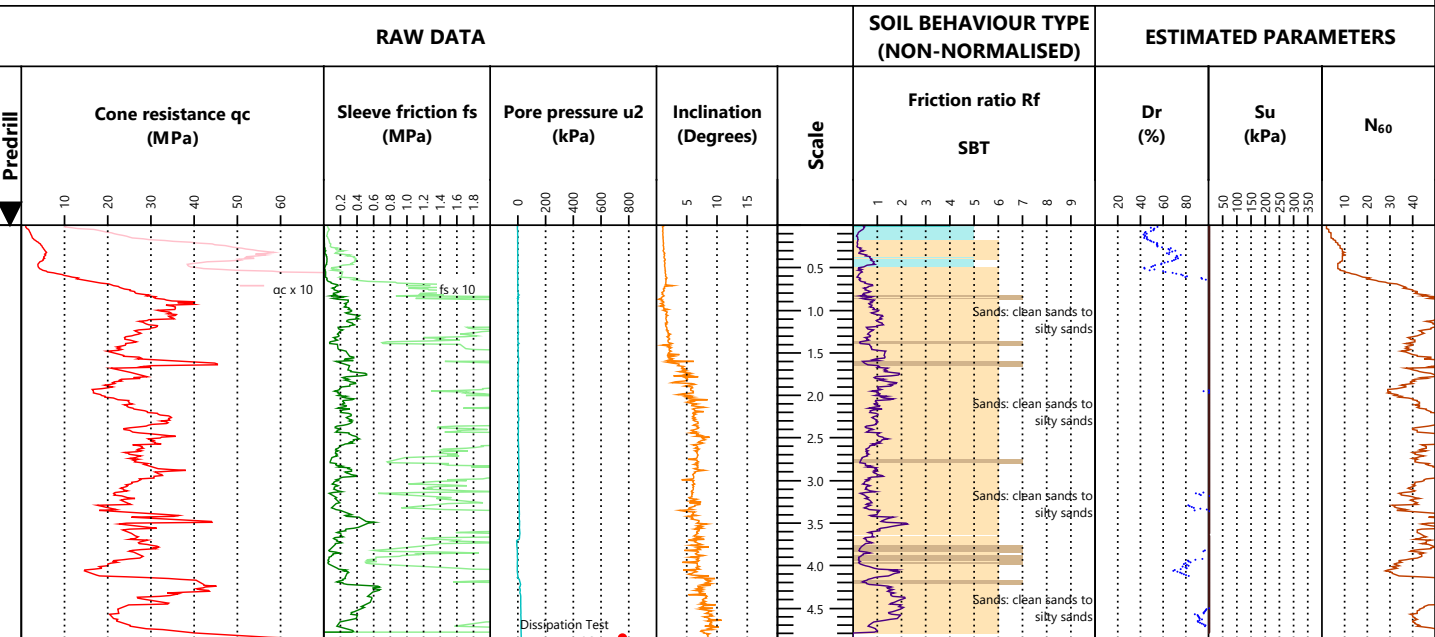 RAW DATA
SOIL BEHAVIOUR TYPE
(NON-NORMALISED)
ESTIMATED PARAMETERS
Predrill
Cone resistance qc
(MPa)
Sleeve friction fs
(MPa)
Pore pressure u2
(kPa)
Inclination
(Degrees)
Scale
Friction ratio Rf
SBT
Dr
(%)
Su
(kPa)
N₆₀
10 20 30 40 50 60
0.2 0.4 0.6 0.8 1.0 1.2 1.4 1.6 1.8
0 200 400 600 800
5 10 15
1 2 3 4 5 6 7 8 9
20 40 60 80
50 100 150 200 250 300 350
10 20 30 40
0.5
qc x 10
fs x 10
1.0
Sands: clean sands to
silty sands
1.5
2.0
Sands: clean sands to
silty sands
2.5
3.0
Sands: clean sands to
silty sands
3.5
4.0
Sands: clean sands to
silty sands
4.5
Dissipation Test